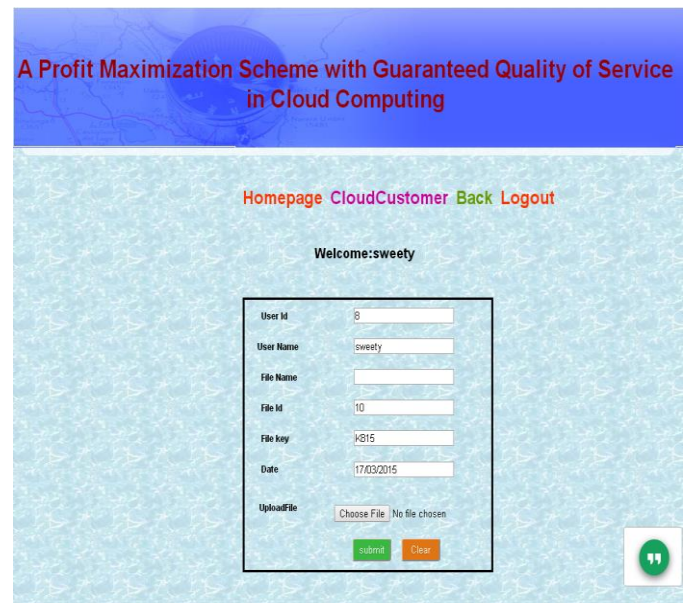 A Profit Maximization Scheme with Guaranteed Quality of Service
in Cloud Computing
Homepage CloudCustomer Back Logout
Welcome:sweety
User Id 8
User Name sweety
File Name
File Id 10
File key K815
Date 17/03/2015
UploadFile Choose File No file chosen
submit Clear